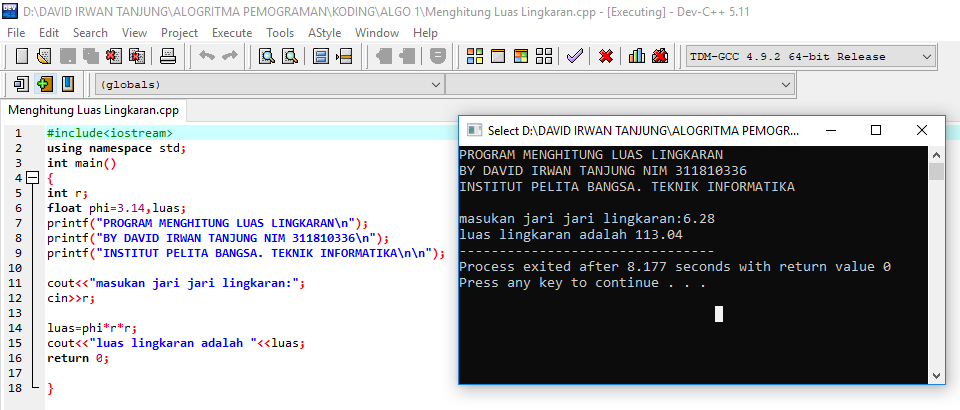 D:\DAVID IRWAN TANJUNG\ALOGRITMA PEMOGRAMAN\KODING\ALGO 1\Menghitung Luas Lingkaran.cpp - [Executing] - Dev-C++ 5.11
File Edit Search View Project Execute Tools AStyle Window Help
TDM-GCC 4.9.2 64-bit Release
(globals)
Menghitung Luas Lingkaran.cpp
1 #include<iostream>
2 using namespace std;
3 int main()
4 {
5 int r;
6 float phi=3.14,luas;
7 printf("PROGRAM MENGHITUNG LUAS LINGKARAN\n");
8 printf("BY DAVID IRWAN TANJUNG NIM 311810336\n");
9 printf("INSTITUT PELITA BANGSA. TEKNIK INFORMATIKA\n\n");
10
11 cout<<"masukan jari jari lingkaran:";
12 cin>>r;
13
14 luas=phi*r*r;
15 cout<<"luas lingkaran adalah "<<luas;
16 return 0;
17
18 }
Select D:\DAVID IRWAN TANJUNG\ALOGRITMA PEMOGR...
PROGRAM MENGHITUNG LUAS LINGKARAN
BY DAVID IRWAN TANJUNG NIM 311810336
INSTITUT PELITA BANGSA. TEKNIK INFORMATIKA
masukan jari jari lingkaran:6.28
luas lingkaran adalah 113.04
--------------------------------
Process exited after 8.177 seconds with return value 0
Press any key to continue . . .